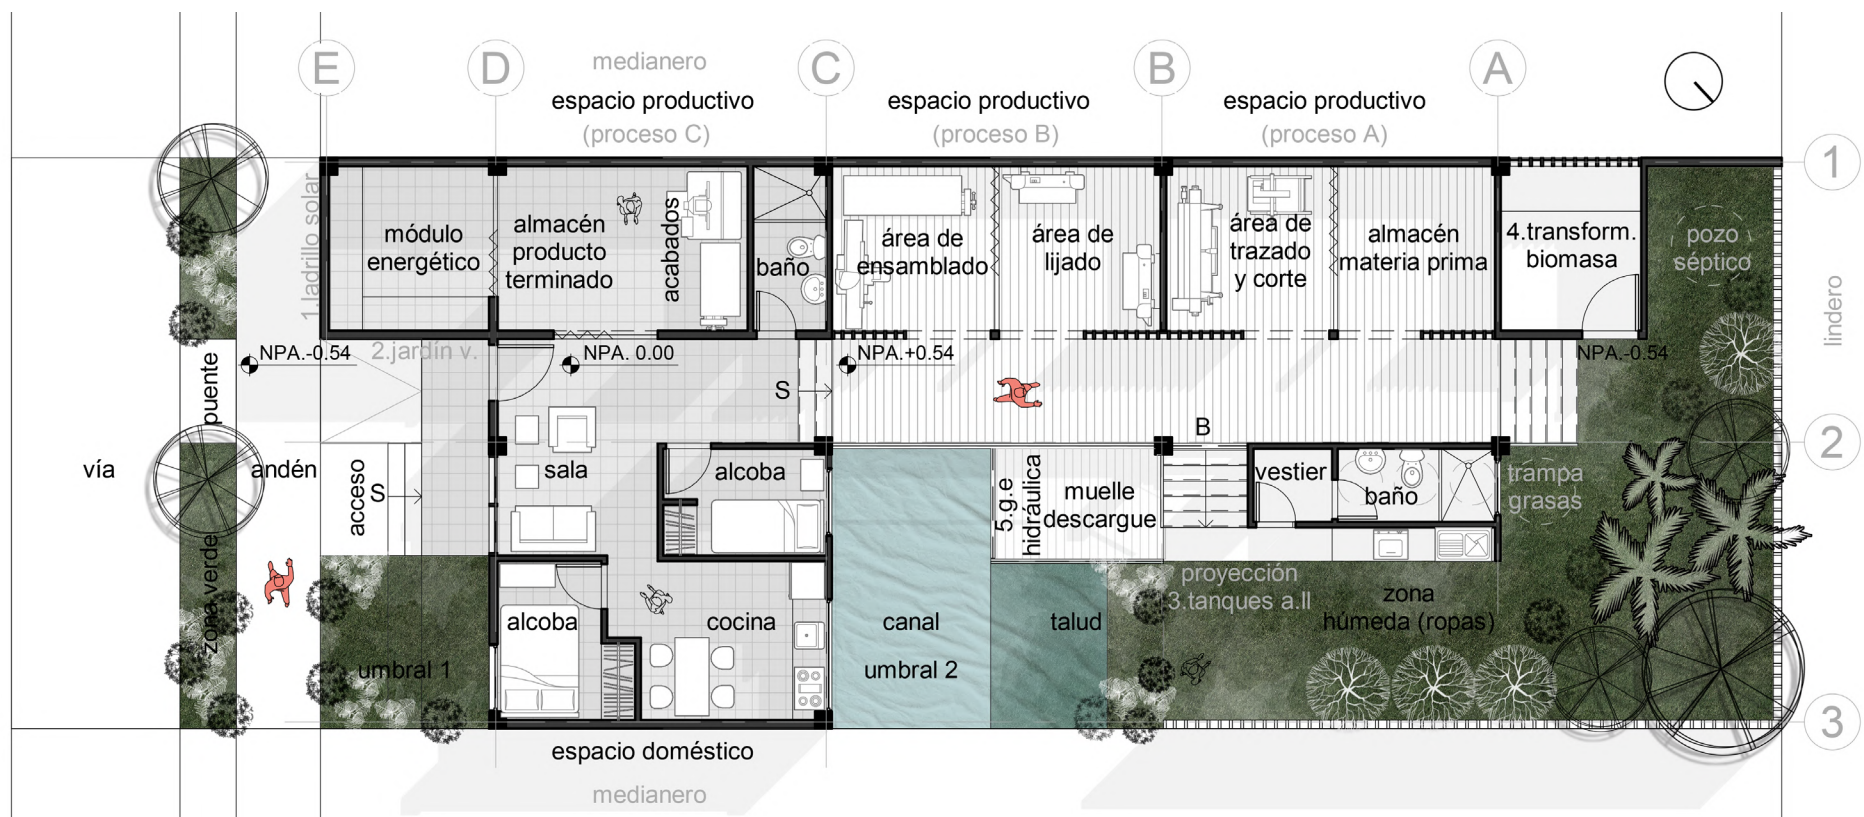 E
D
C
B
A
medianero
espacio productivo
(proceso C)
espacio productivo
(proceso B)
espacio productivo
(proceso A)
1
1.ladrillo solar
módulo
energético
almacén
producto
terminado
acabados
baño
área de
ensamblado
área de
lijado
área de
trazado
y corte
almacén
materia prima
4.transform.
biomasa
pozo
séptico
lindero
puente
NPA.-0.54
2.jardín v.
NPA. 0.00
S
NPA.+0.54
NPA.-0.54
B
2
vía
andén
acceso
S
sala
alcoba
5.g.e
hidráulica
muelle
descargue
vestier
baño
trampa
grasas
zona verde
umbral 1
alcoba
cocina
canal
umbral 2
talud
proyección
3.tanques a.ll
zona
húmeda (ropas)
3
espacio doméstico
medianero